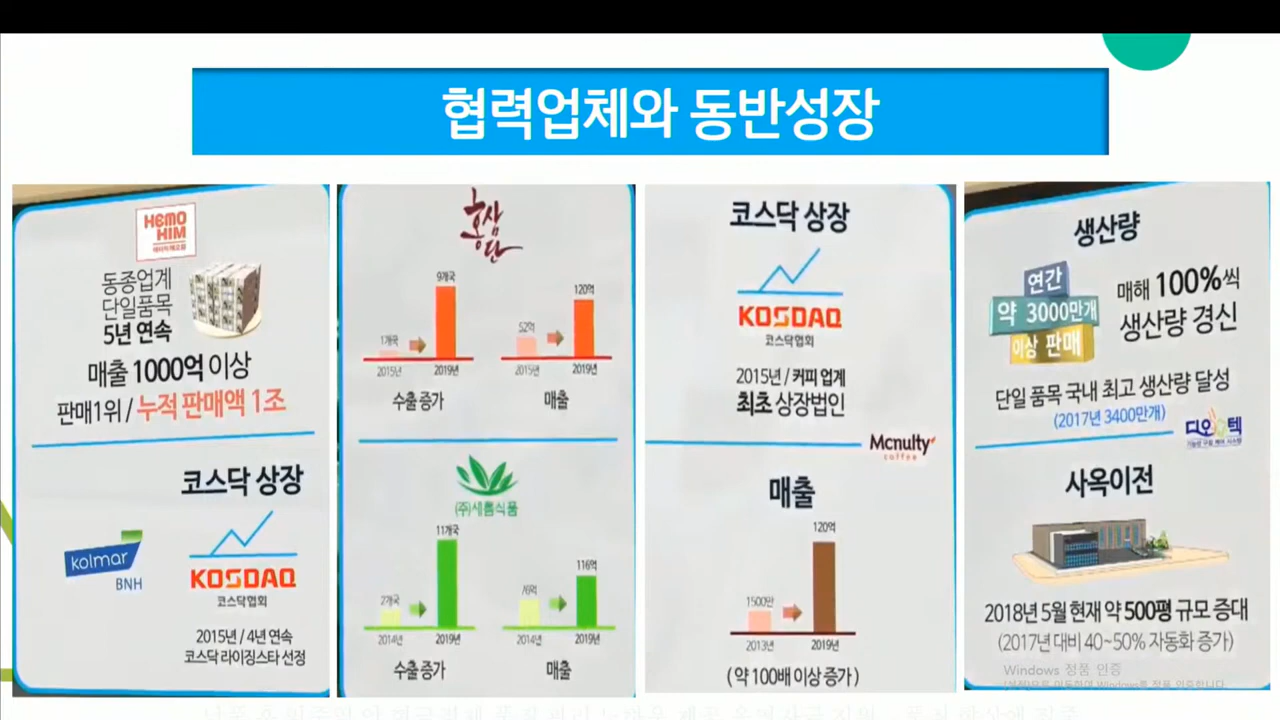 협력업체와 동반성장
HEMO
HIM
동종업계
단일품목
5년 연속
매출 1000억 이상
판매1위 / 누적 판매액 1조
코스닥 상장
kolmar
BNH
KOSDAQ
코스닥협회
2015년 / 4년 연속
코스닥 라이징스타 선정
홍삼단
1개국
9개국
2015년
2019년
수출 증가
52억
120억
2015년
2019년
매출
(주)세롬식품
2개국
11개국
2014년
2019년
수출 증가
76억
116억
2014년
2019년
매출
코스닥 상장
KOSDAQ
코스닥협회
2015년 / 커피 업계
최초 상장법인
Mcnulty
coffee
매출
1500만
120억
2013년
2019년
(약 100배 이상 증가)
생산량
연간
약 3000만개
이상 판매
매해 100%씩
생산량 경신
단일 품목 국내 최고 생산량 달성
(2017년 3400만개)
디오텍
사옥이전
2018년 5월 현재 약 500평 규모 증대
(2017년 대비 40~50% 자동화 증가)
Windows 정품 인증